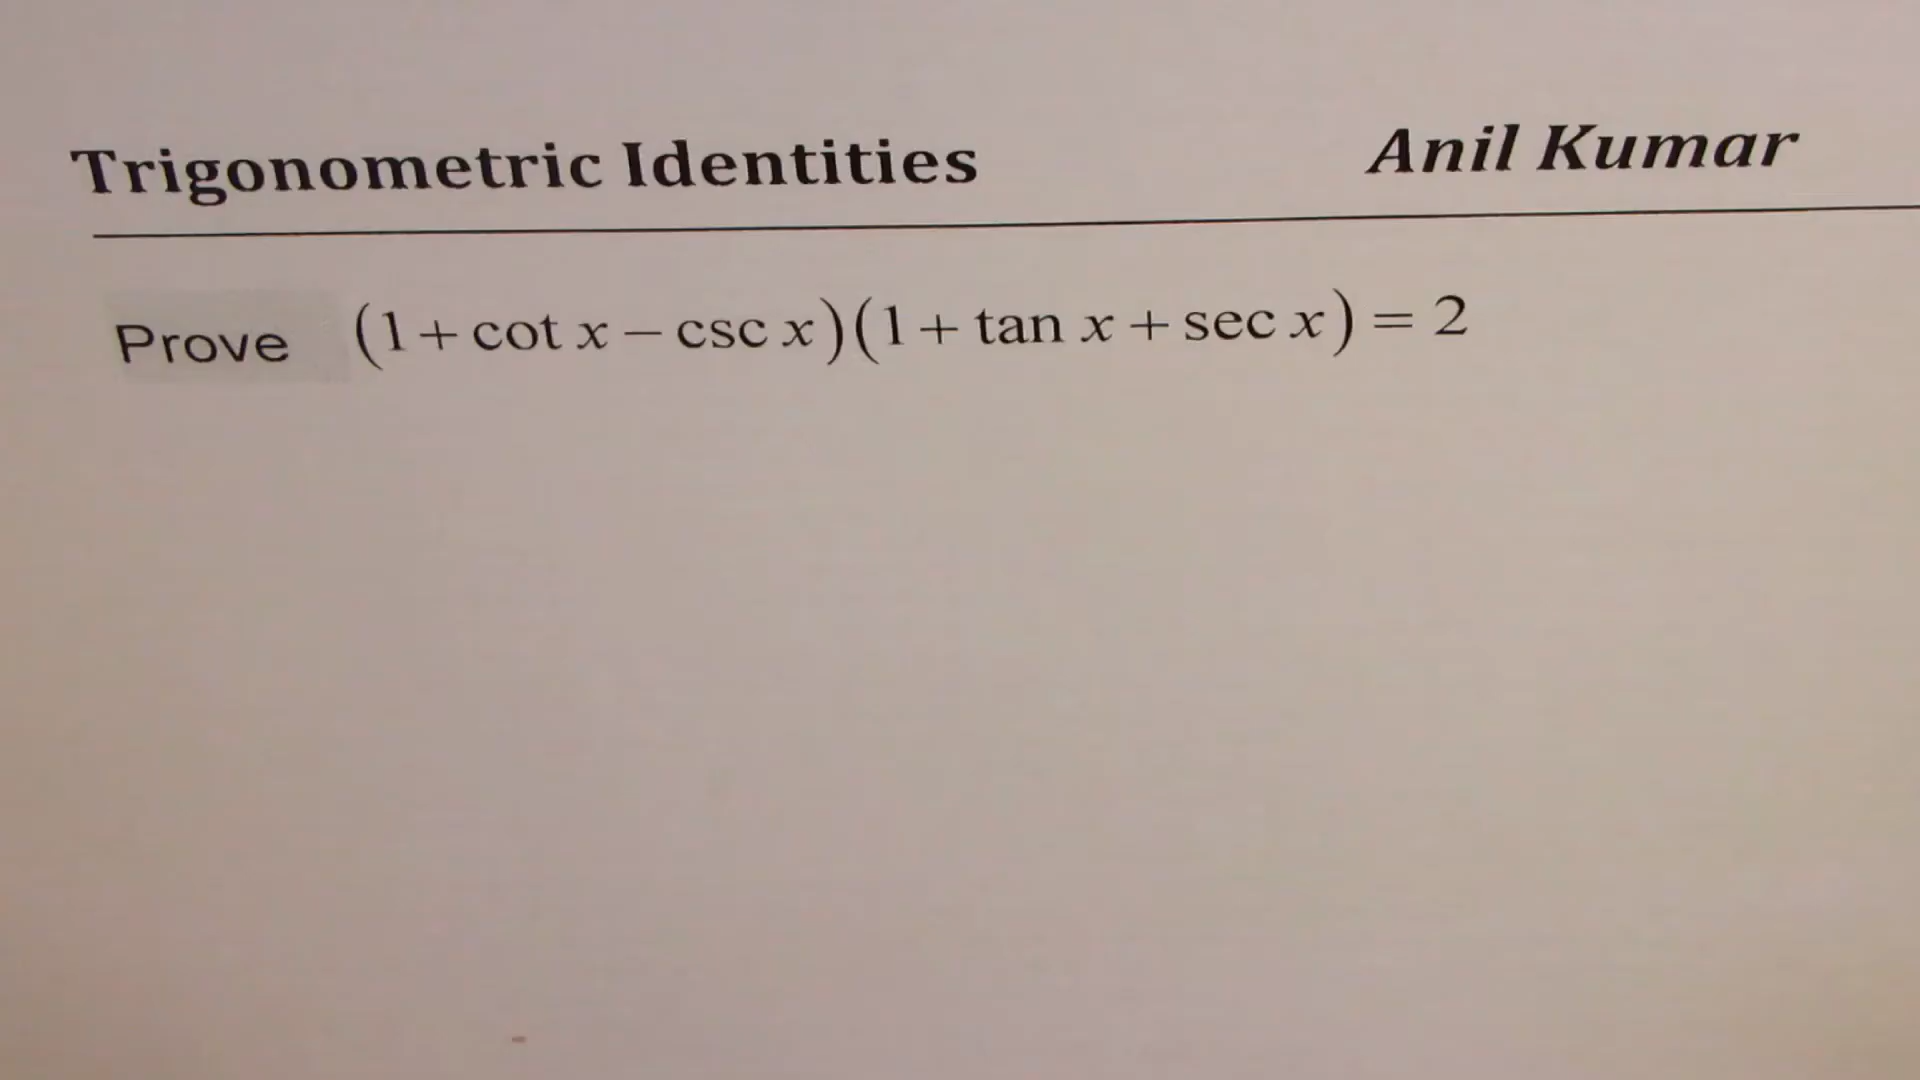 Trigonometric Identities Anil Kumar
Prove (1 + cot x − csc x)(1 + tan x + sec x) = 2